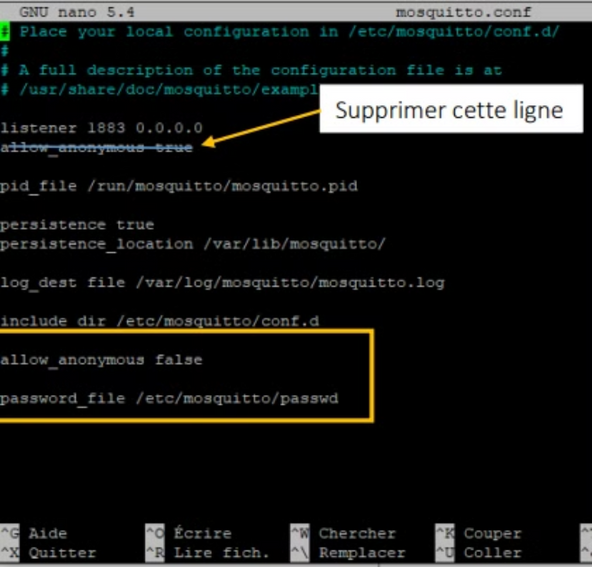 GNU nano 5.4 mosquitto.conf
# Place your local configuration in /etc/mosquitto/conf.d/
#
# A full description of the configuration file is at
# /usr/share/doc/mosquitto/exampl
Supprimer cette ligne
listener 1883 0.0.0.0
allow_anonymous true
pid_file /run/mosquitto/mosquitto.pid
persistence true
persistence_location /var/lib/mosquitto/
log_dest file /var/log/mosquitto/mosquitto.log
include_dir /etc/mosquitto/conf.d
allow_anonymous false
password_file /etc/mosquitto/passwd
^G Aide ^O Écrire ^W Chercher ^K Couper
^X Quitter ^R Lire fich. ^\ Remplacer ^U Coller